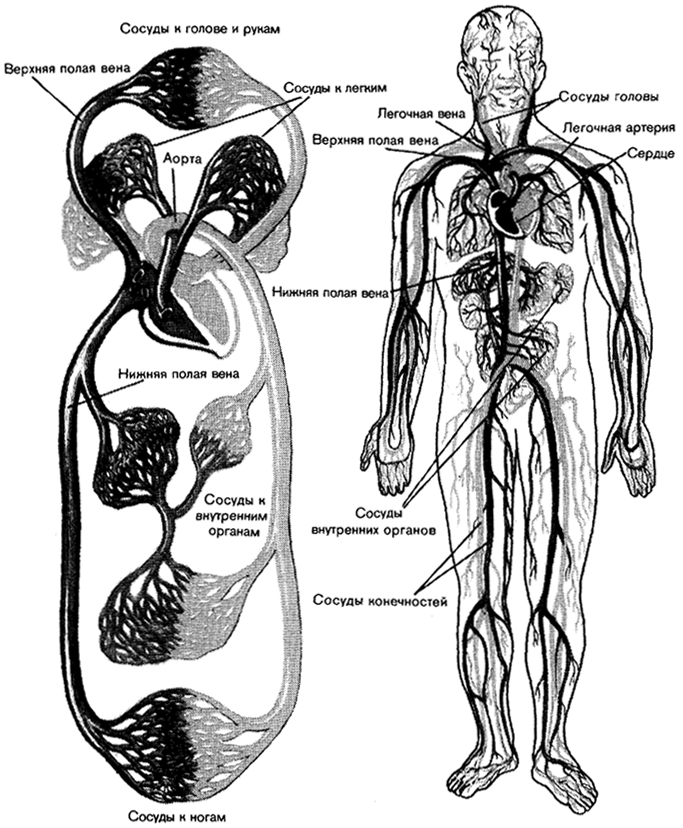 Сосуды к голове и рукам
Верхняя полая вена
Сосуды к легким
Аорта
Нижняя полая вена
Сосуды к
внутренним
органам
Сосуды к ногам
Сосуды головы
Легочная вена
Легочная артерия
Верхняя полая вена
Сердце
Нижняя полая вена
Сосуды
внутренних органов
Сосуды конечностей